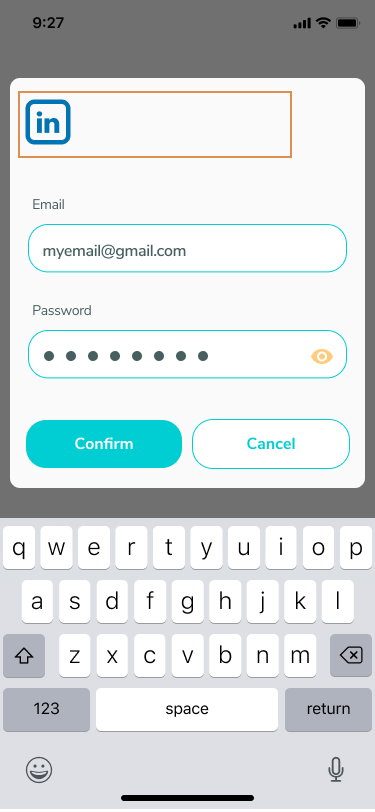 9:27
in
Email
myemail@gmail.com
Password
Confirm Cancel
q w e r t y u i o p
a s d f g h j k l
z x c v b n m
123 space return